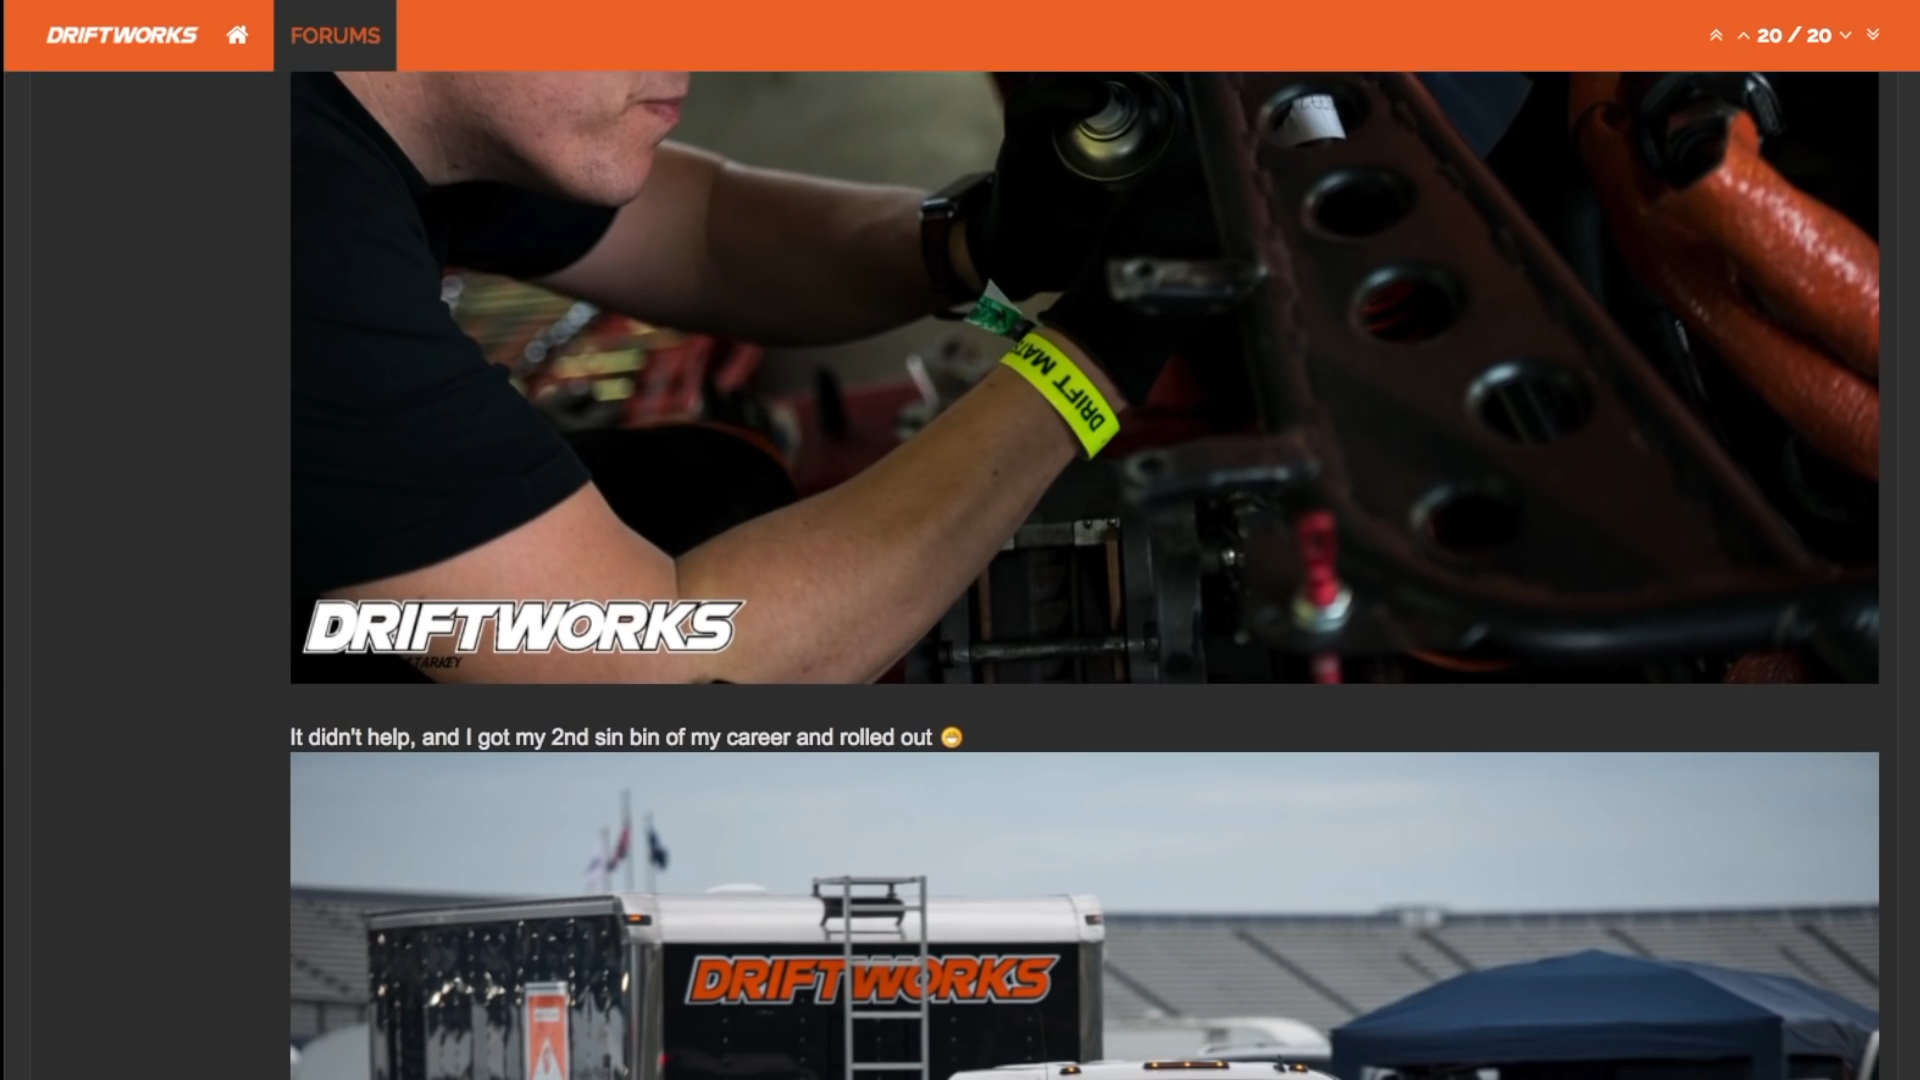 DRIFTWORKS
FORUMS
20 / 20
DRIFT MAT
DRIFTWORKS
TARKEY
It didn't help, and I got my 2nd sin bin of my career and rolled out
DRIFTWORKS